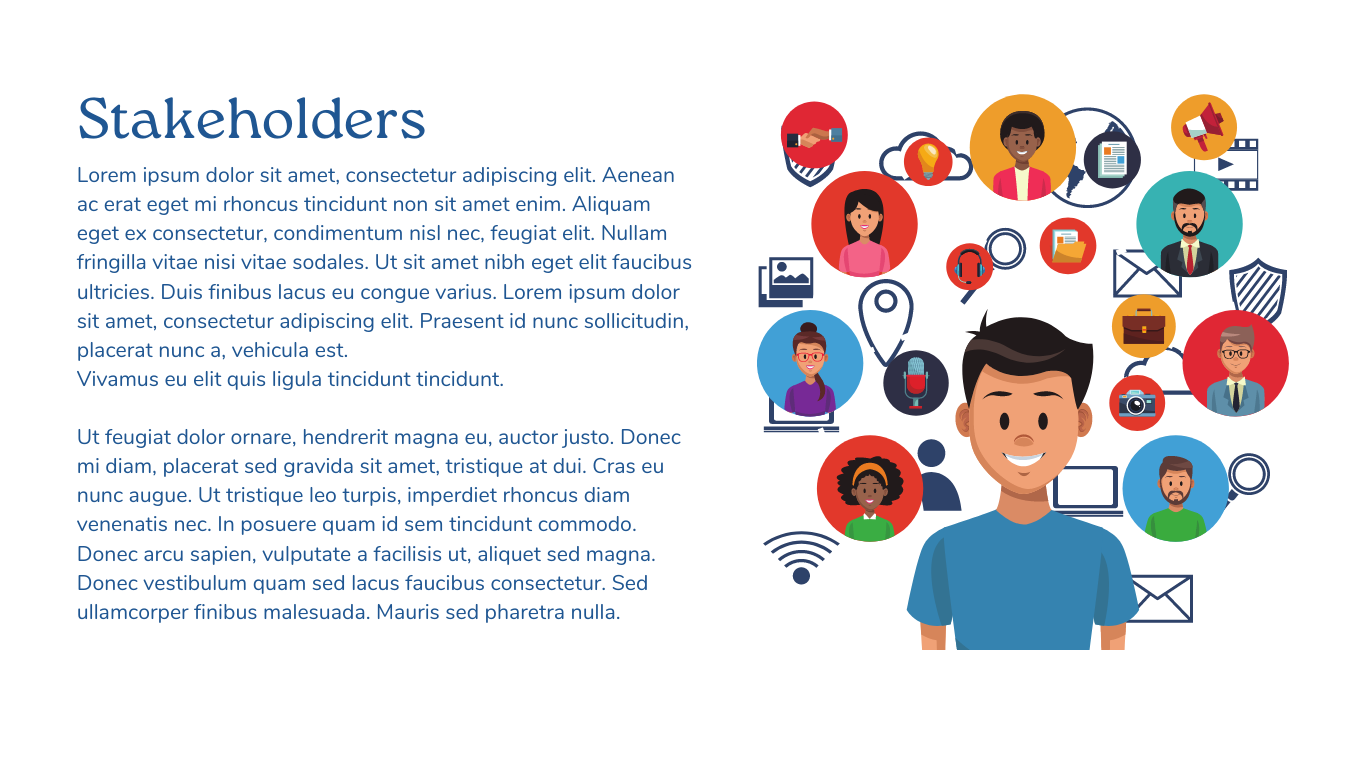 Stakeholders
Lorem ipsum dolor sit amet, consectetur adipiscing elit. Aenean
ac erat eget mi rhoncus tincidunt non sit amet enim. Aliquam
eget ex consectetur, condimentum nisl nec, feugiat elit. Nullam
fringilla vitae nisi vitae sodales. Ut sit amet nibh eget elit faucibus
ultricies. Duis finibus lacus eu congue varius. Lorem ipsum dolor
sit amet, consectetur adipiscing elit. Praesent id nunc sollicitudin,
placerat nunc a, vehicula est.
Vivamus eu elit quis ligula tincidunt tincidunt.
Ut feugiat dolor ornare, hendrerit magna eu, auctor justo. Donec
mi diam, placerat sed gravida sit amet, tristique at dui. Cras eu
nunc augue. Ut tristique leo turpis, imperdiet rhoncus diam
venenatis nec. In posuere quam id sem tincidunt commodo.
Donec arcu sapien, vulputate a facilisis ut, aliquet sed magna.
Donec vestibulum quam sed lacus faucibus consectetur. Sed
ullamcorper finibus malesuada. Mauris sed pharetra nulla.